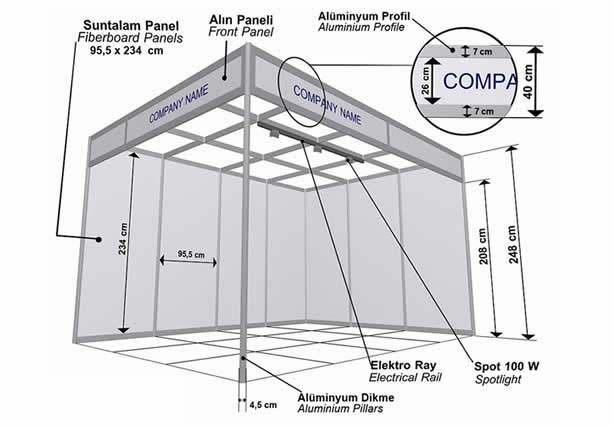 Suntalam Panel
Fiberboard Panels
95,5 x 234 cm
Alın Paneli
Front Panel
Alüminyum Profil
Aluminium Profile
7 cm
26 cm
COMPA
40 cm
7 cm
COMPANY NAME
COMPANY NAME
234 cm
95,5 cm
208 cm
248 cm
Elektro Ray
Electrical Rail
Spot 100 W
Spotlight
Alüminyum Dikme
Aluminium Pillars
4,5 cm